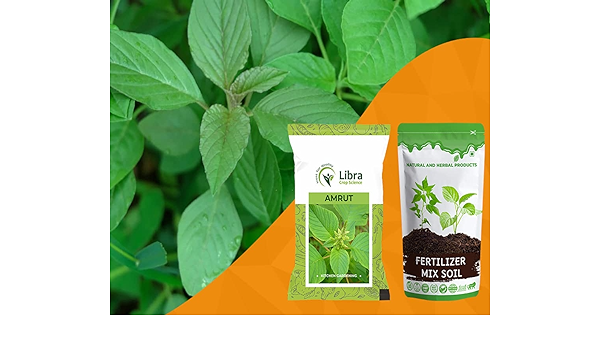 Libra
Crop Science
AMRUT
KITCHEN GARDENING
NATURAL AND HERBAL PRODUCTS
FERTILIZER
MIX SOIL